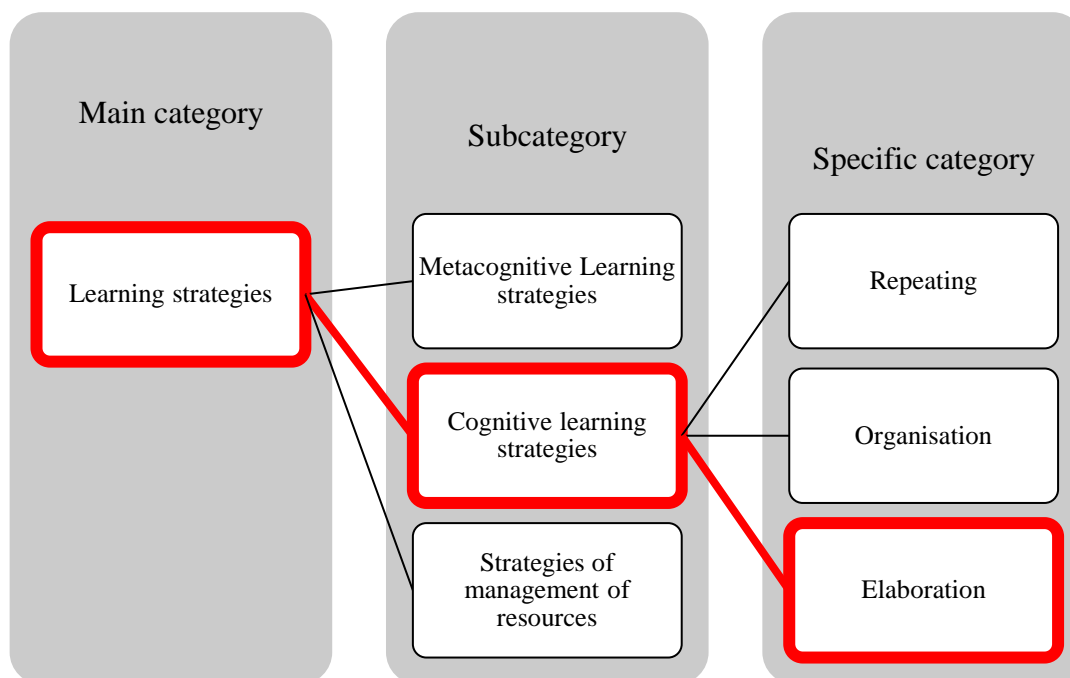 Main category
Learning strategies
Subcategory
Metacognitive Learning
strategies
Cognitive learning
strategies
Strategies of
management of
resources
Specific category
Repeating
Organisation
Elaboration